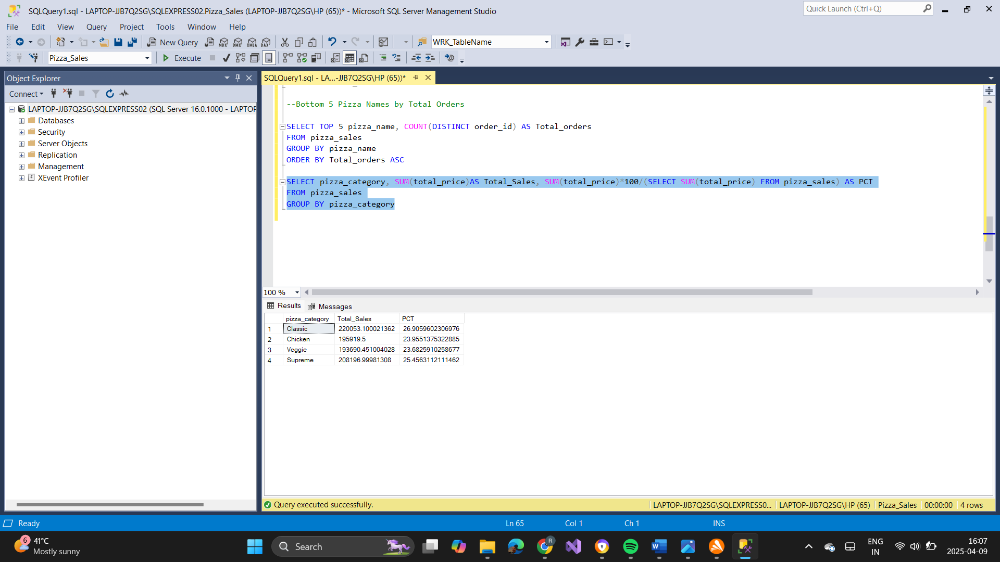 SQLQuery1.sql - LAPTOP-JJB7Q2SG\SQLEXPRESS02.Pizza_Sales (LAPTOP-JJB7Q2SG\HP (65))* - Microsoft SQL Server Management Studio
Quick Launch (Ctrl+Q)
File Edit View Query Project Tools Window Help
New Query MDX DMX XMLA DAX WRK_TableName
Pizza_Sales Execute
Object Explorer
Connect
LAPTOP-JJB7Q2SG\SQLEXPRESS02 (SQL Server 16.0.1000 - LAPTOP
Databases
Security
Server Objects
Replication
Management
XEvent Profiler
SQLQuery1.sql - LA...-JJB7Q2SG\HP (65))*
--Bottom 5 Pizza Names by Total Orders
SELECT TOP 5 pizza_name, COUNT(DISTINCT order_id) AS Total_orders
FROM pizza_sales
GROUP BY pizza_name
ORDER BY Total_orders ASC
SELECT pizza_category, SUM(total_price)AS Total_Sales, SUM(total_price)*100/(SELECT SUM(total_price) FROM pizza_sales) AS PCT
FROM pizza_sales
GROUP BY pizza_category
100 %
Results Messages
pizza_category Total_Sales PCT
1 Classic 220053.100021362 26.9059602306976
2 Chicken 195919.5 23.9551375322885
3 Veggie 193690.451004028 23.6825910258677
4 Supreme 208196.99981308 25.4563112111462
Query executed successfully.
LAPTOP-JJB7Q2SG\SQLEXPRESS0... LAPTOP-JJB7Q2SG\HP (65) Pizza_Sales 00:00:00 4 rows
Ready Ln 65 Col 1 Ch 1 INS
6 41°C
Mostly sunny
Search
R
ENG
IN
16:07
2025-04-09